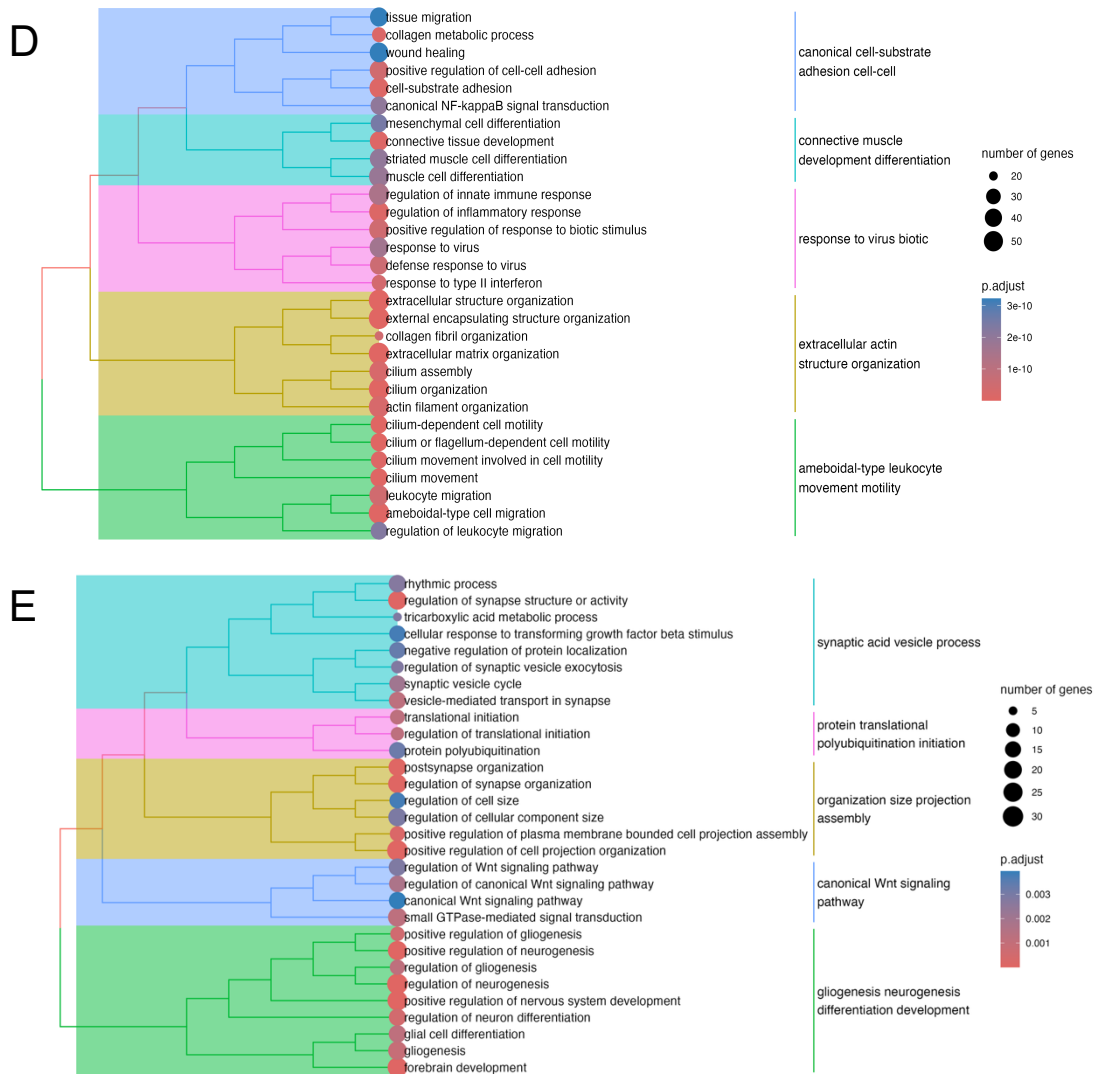 D
tissue migration
collagen metabolic process
wound healing
positive regulation of cell-cell adhesion
cell-substrate adhesion
canonical NF-kappaB signal transduction
mesenchymal cell differentiation
connective tissue development
striated muscle cell differentiation
muscle cell differentiation
regulation of innate immune response
regulation of inflammatory response
positive regulation of response to biotic stimulus
response to virus
defense response to virus
response to type II interferon
extracellular structure organization
external encapsulating structure organization
collagen fibril organization
extracellular matrix organization
cilium assembly
cilium organization
actin filament organization
cilium-dependent cell motility
cilium or flagellum-dependent cell motility
cilium movement involved in cell motility
cilium movement
leukocyte migration
ameboidal-type cell migration
regulation of leukocyte migration
canonical cell-substrate
adhesion cell-cell
connective muscle
development differentiation
response to virus biotic
extracellular actin
structure organization
ameboidal-type leukocyte
movement motility
number of genes
20
30
40
50
p.adjust
3e-10
2e-10
1e-10
E
rhythmic process
regulation of synapse structure or activity
tricarboxylic acid metabolic process
cellular response to transforming growth factor beta stimulus
negative regulation of protein localization
regulation of synaptic vesicle exocytosis
synaptic vesicle cycle
vesicle-mediated transport in synapse
translational initiation
regulation of translational initiation
protein polyubiquitination
postsynapse organization
regulation of synapse organization
regulation of cell size
regulation of cellular component size
positive regulation of plasma membrane bounded cell projection assembly
positive regulation of cell projection organization
regulation of Wnt signaling pathway
regulation of canonical Wnt signaling pathway
canonical Wnt signaling pathway
small GTPase-mediated signal transduction
positive regulation of gliogenesis
positive regulation of neurogenesis
regulation of gliogenesis
regulation of neurogenesis
positive regulation of nervous system development
regulation of neuron differentiation
glial cell differentiation
gliogenesis
forebrain development
synaptic acid vesicle process
protein translational
polyubiquitination initiation
organization size projection
assembly
canonical Wnt signaling
pathway
gliogenesis neurogenesis
differentiation development
number of genes
5
10
15
20
25
30
p.adjust
0.003
0.002
0.001